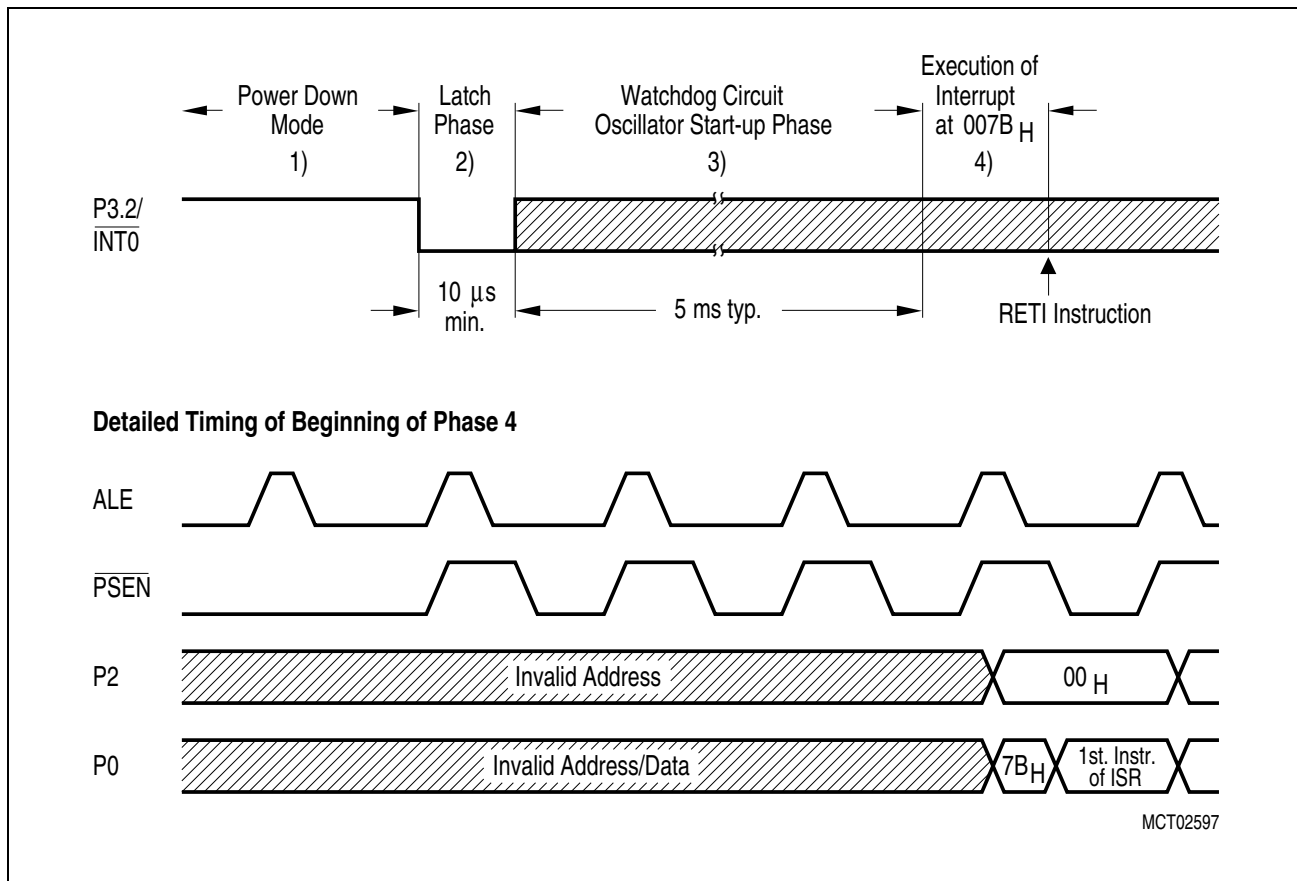 Power Down
Mode
1)
Latch
Phase
2)
Watchdog Circuit
Oscillator Start-up Phase
3)
Execution of
Interrupt
at 007B H
4)
P3.2/
INT0
10 μs
min.
5 ms typ.
RETI Instruction
Detailed Timing of Beginning of Phase 4
ALE
PSEN
P2
Invalid Address
00 H
P0
Invalid Address/Data
7B H
1st. Instr.
of ISR
MCT02597